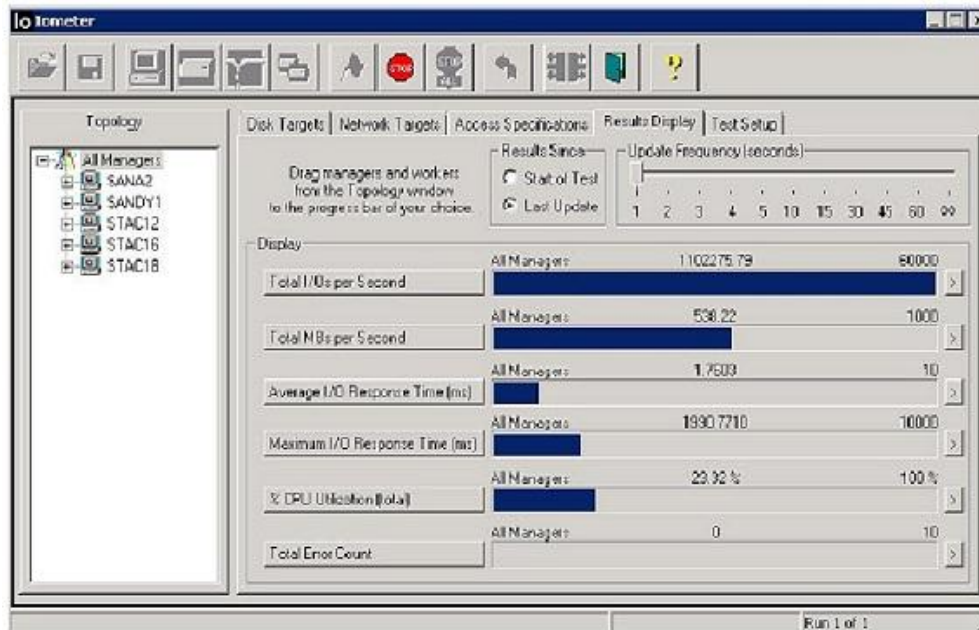 Iometer
STOP
STOP
ALL
Topology
All Managers
SANA2
SANDY1
STAC12
STAC16
STAC18
Disk Targets
Network Targets
Access Specifications
Results Display
Test Setup
Drag managers and workers
from the Topology window
to the progress bar of your choice.
Results Since
Start of Test
Last Update
Update Frequency (seconds)
1 2 3 4 5 10 15 30 45 60 ∞
Display
All Managers 1102275.79 60000
Total I/Os per Second
All Managers 538.22 1000
Total MBs per Second
All Managers 10
Average I/O Response Time (ms)
All Managers 1990.7710 10000
Maximum I/O Response Time (ms)
All Managers 100 %
% CPU Utilization (total)
All Managers 0 10
Total Error Count
Run 1 of 1